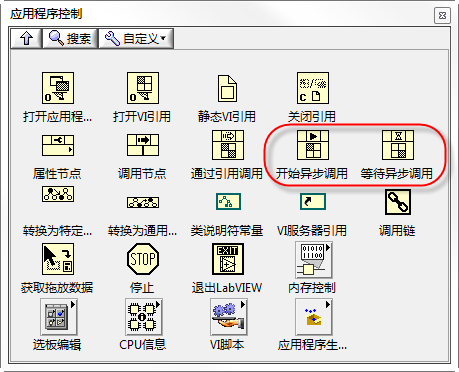 应用程序控制
搜索 自定义
打开应用程... 打开VI引用 静态VI引用 关闭引用
属性节点 调用节点 通过引用调用 开始异步调用 等待异步调用
转换为特定... 转换为通用... 类说明符常量 VI服务器引用 调用链
STOP EXIT
获取拖放数据 停止 退出LabVIEW 内存控制
选板编辑 CPU信息 VI脚本 应用程序生...